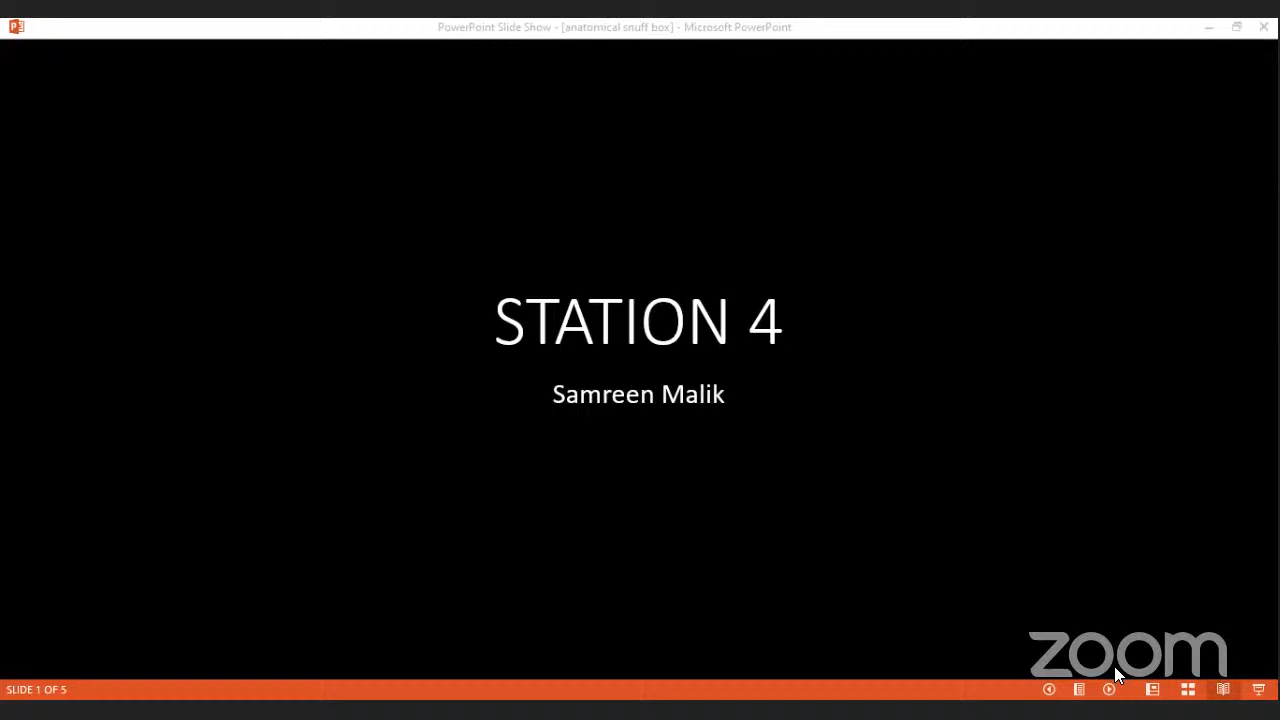 PowerPoint Slide Show - [anatomical snuff box] - Microsoft PowerPoint
STATION 4
Samreen Malik
zoom
SLIDE 1 OF 5